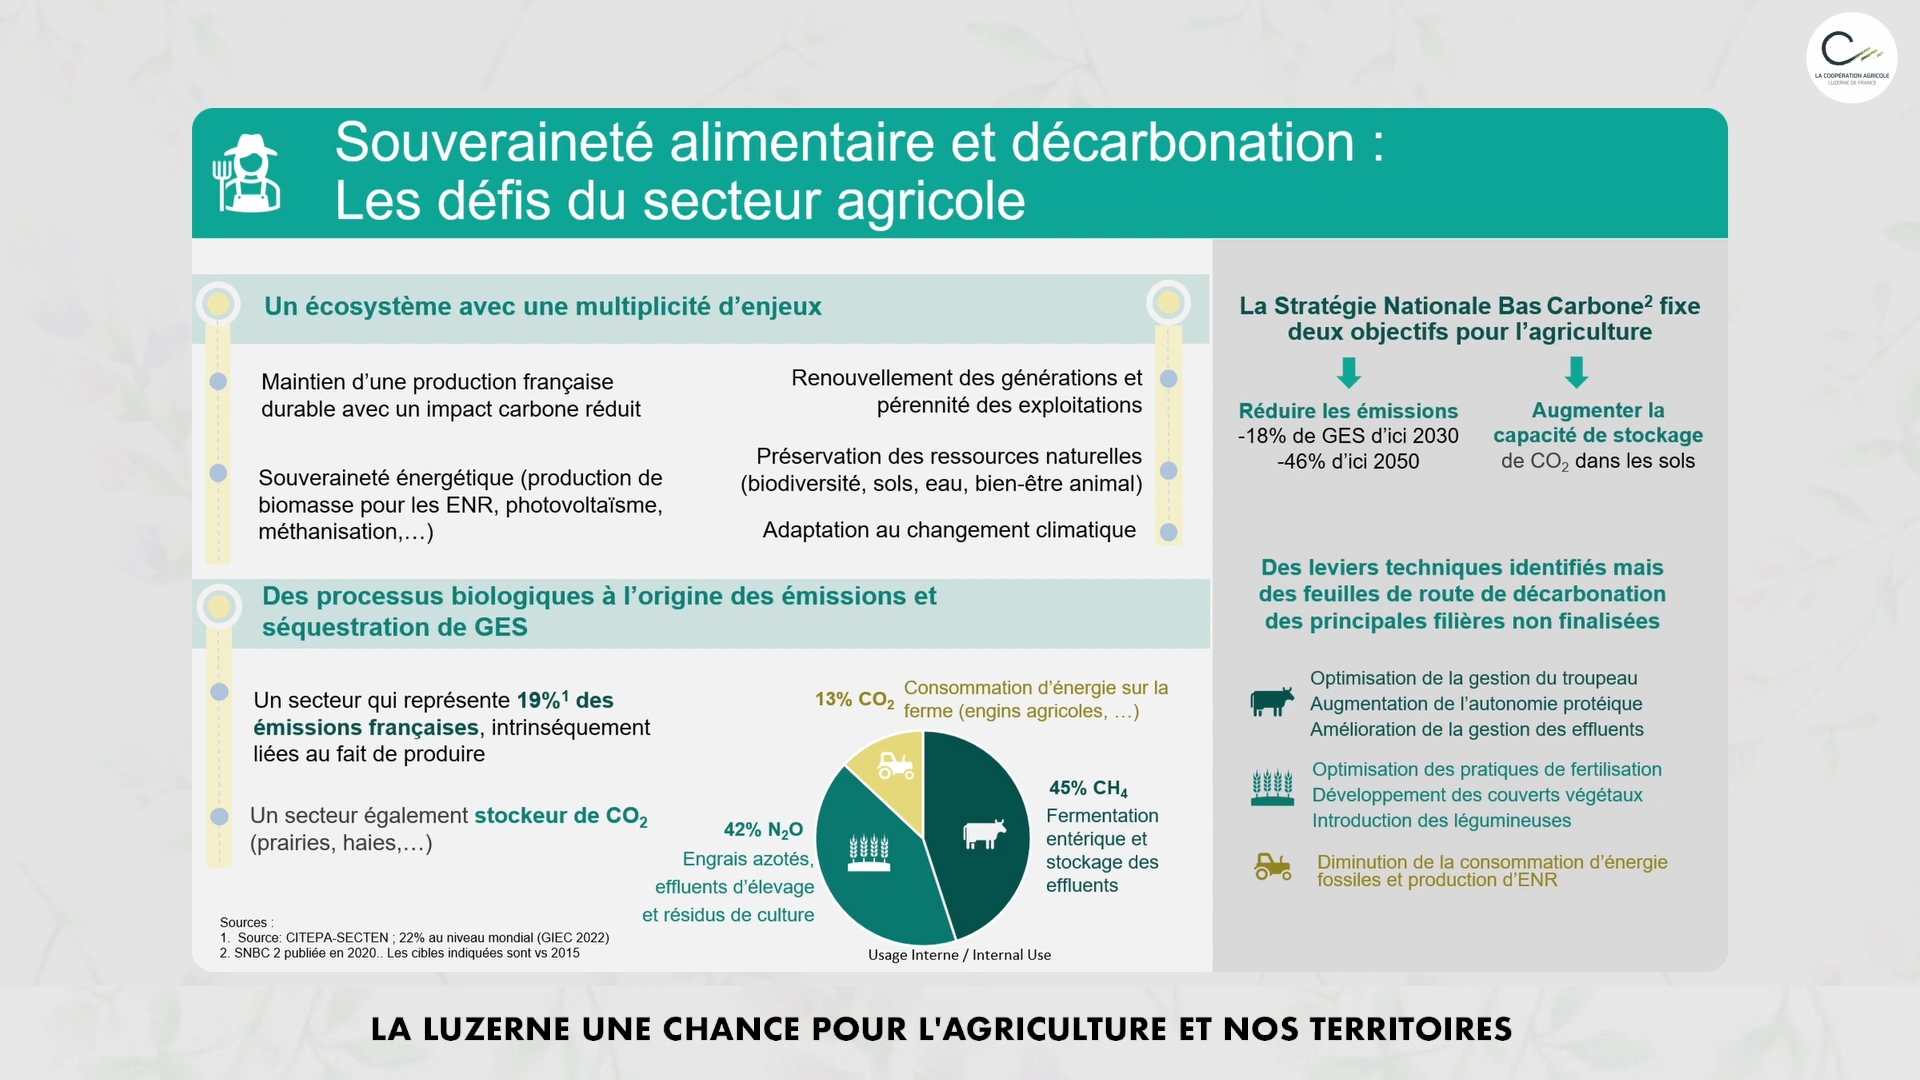 LA COOPÉRATION AGRICOLE
LUZERNE DE FRANCE
Souveraineté alimentaire et décarbonation :
Les défis du secteur agricole
Un écosystème avec une multiplicité d’enjeux
Maintien d’une production française
durable avec un impact carbone réduit
Souveraineté énergétique (production de
biomasse pour les ENR, photovoltaïsme,
méthanisation,…)
Renouvellement des générations et
pérennité des exploitations
Préservation des ressources naturelles
(biodiversité, sols, eau, bien-être animal)
Adaptation au changement climatique
Des processus biologiques à l’origine des émissions et
séquestration de GES
Un secteur qui représente 19%¹ des
émissions françaises, intrinséquement
liées au fait de produire
Un secteur également stockeur de CO₂
(prairies, haies,…)
13% CO₂
Consommation d’énergie sur la
ferme (engins agricoles, …)
45% CH₄
Fermentation
entérique et
stockage des
effluents
42% N₂O
Engrais azotés,
effluents d’élevage
et résidus de culture
Sources :
1. Source: CITEPA-SECTEN ; 22% au niveau mondial (GIEC 2022)
2. SNBC 2 publiée en 2020.. Les cibles indiquées sont vs 2015
Usage Interne / Internal Use
La Stratégie Nationale Bas Carbone² fixe
deux objectifs pour l’agriculture
Réduire les émissions
-18% de GES d’ici 2030
-46% d’ici 2050
Augmenter la
capacité de stockage
de CO₂ dans les sols
Des leviers techniques identifiés mais
des feuilles de route de décarbonation
des principales filières non finalisées
Optimisation de la gestion du troupeau
Augmentation de l’autonomie protéique
Amélioration de la gestion des effluents
Optimisation des pratiques de fertilisation
Développement des couverts végétaux
Introduction des légumineuses
Diminution de la consommation d’énergie
fossiles et production d’ENR
LA LUZERNE UNE CHANCE POUR L'AGRICULTURE ET NOS TERRITOIRES